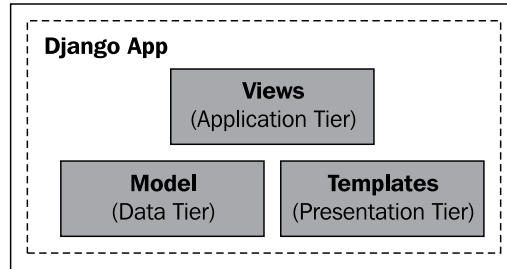 Django App
Views
(Application Tier)
Model
(Data Tier)
Templates
(Presentation Tier)